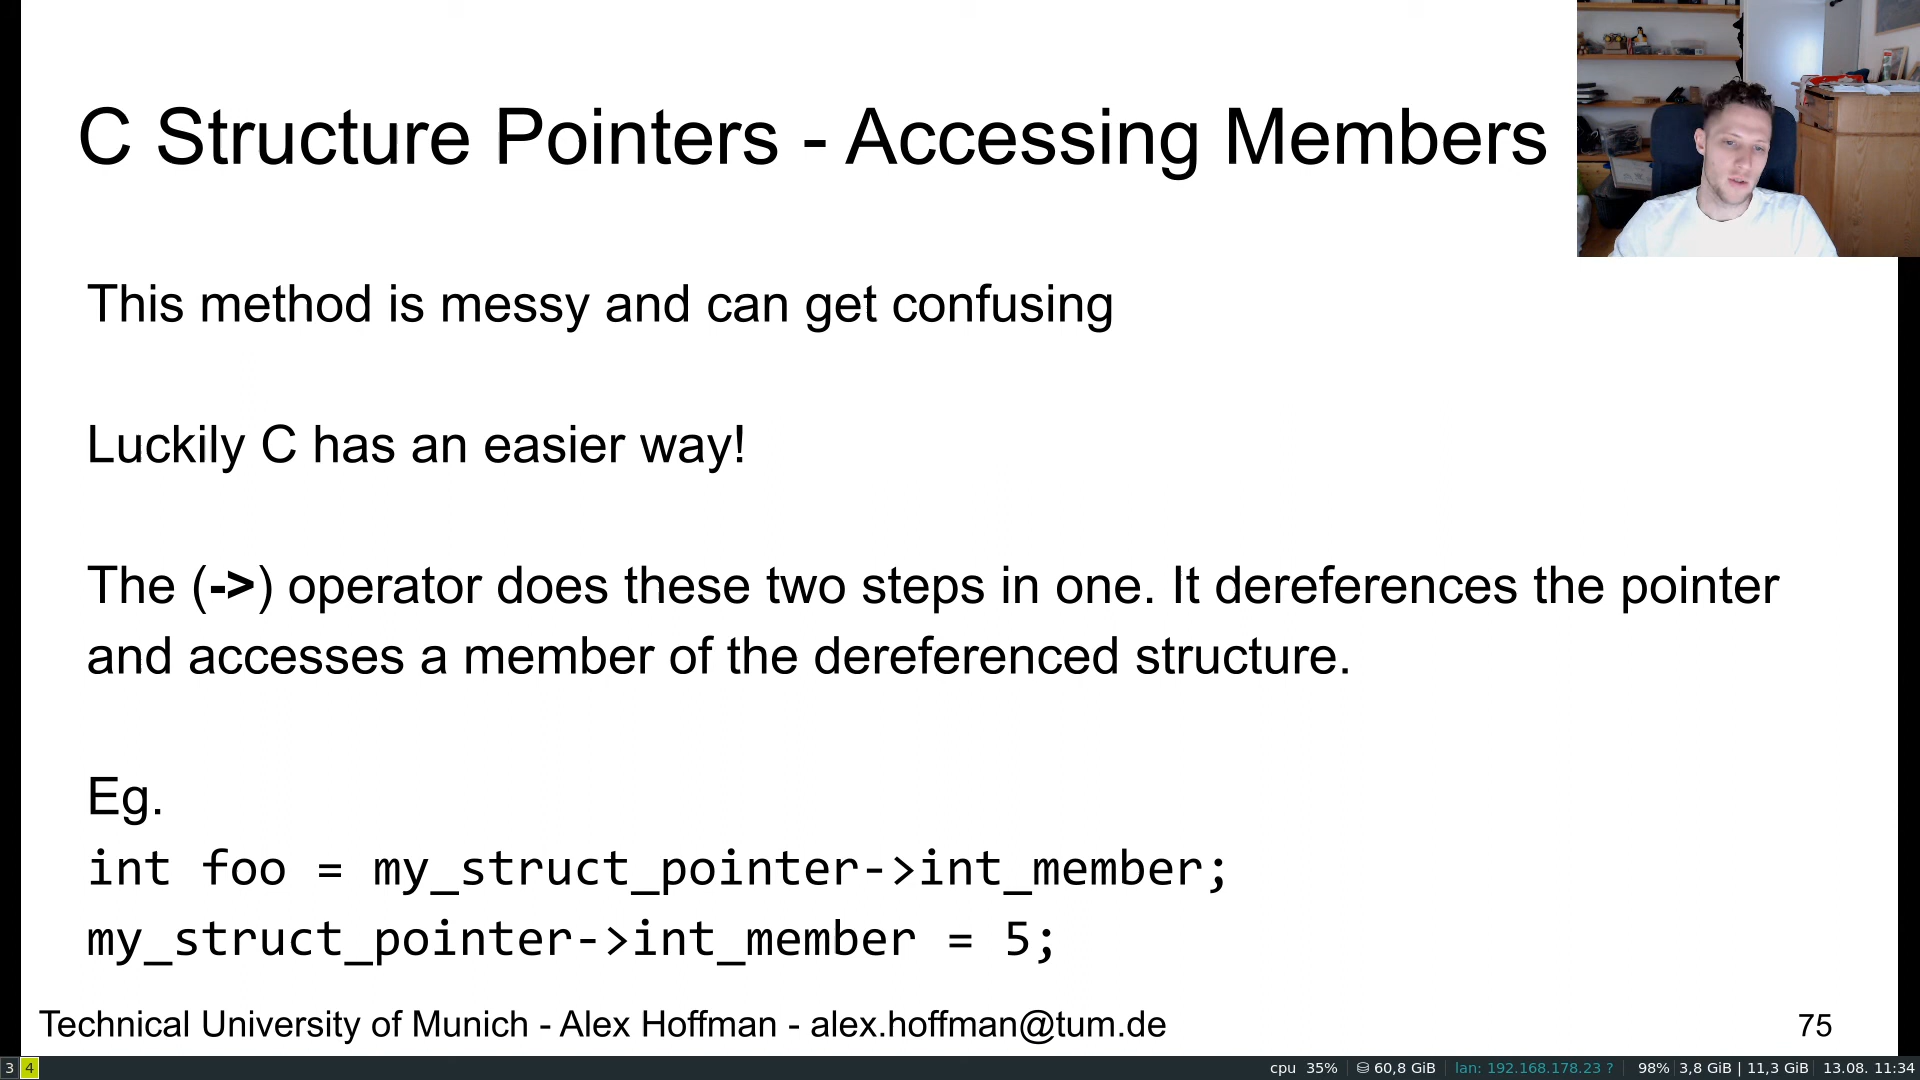 C Structure Pointers - Accessing Members
This method is messy and can get confusing
Luckily C has an easier way!
The (->) operator does these two steps in one. It dereferences the pointer
and accesses a member of the dereferenced structure.
Eg.
int foo = my_struct_pointer->int_member;
my_struct_pointer->int_member = 5;
Technical University of Munich - Alex Hoffman - alex.hoffman@tum.de 75
3 4 cpu 35% 60,8 GiB lan: 192.168.178.23 ? 98% 3,8 GiB | 11,3 GiB 13.08. 11:34